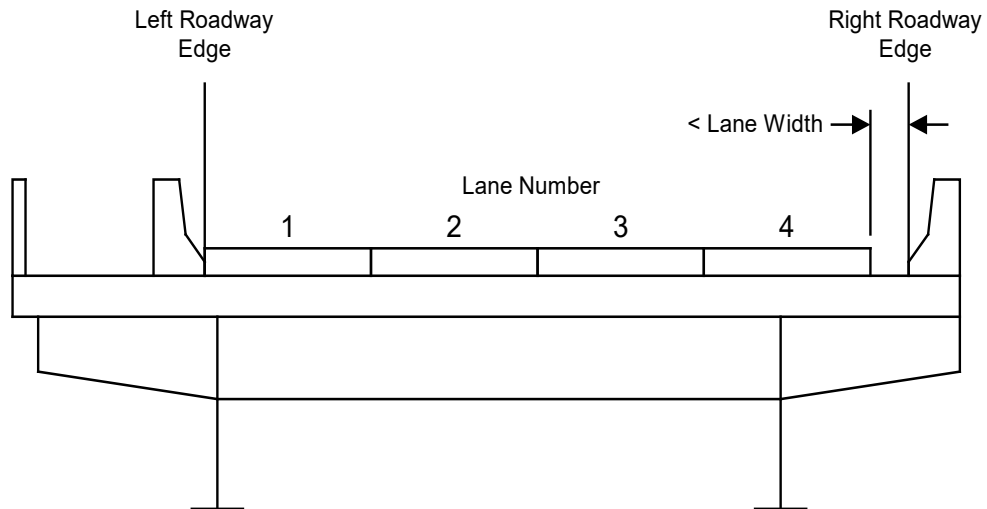 Left Roadway
Edge
Right Roadway
Edge
< Lane Width
Lane Number
1 2 3 4